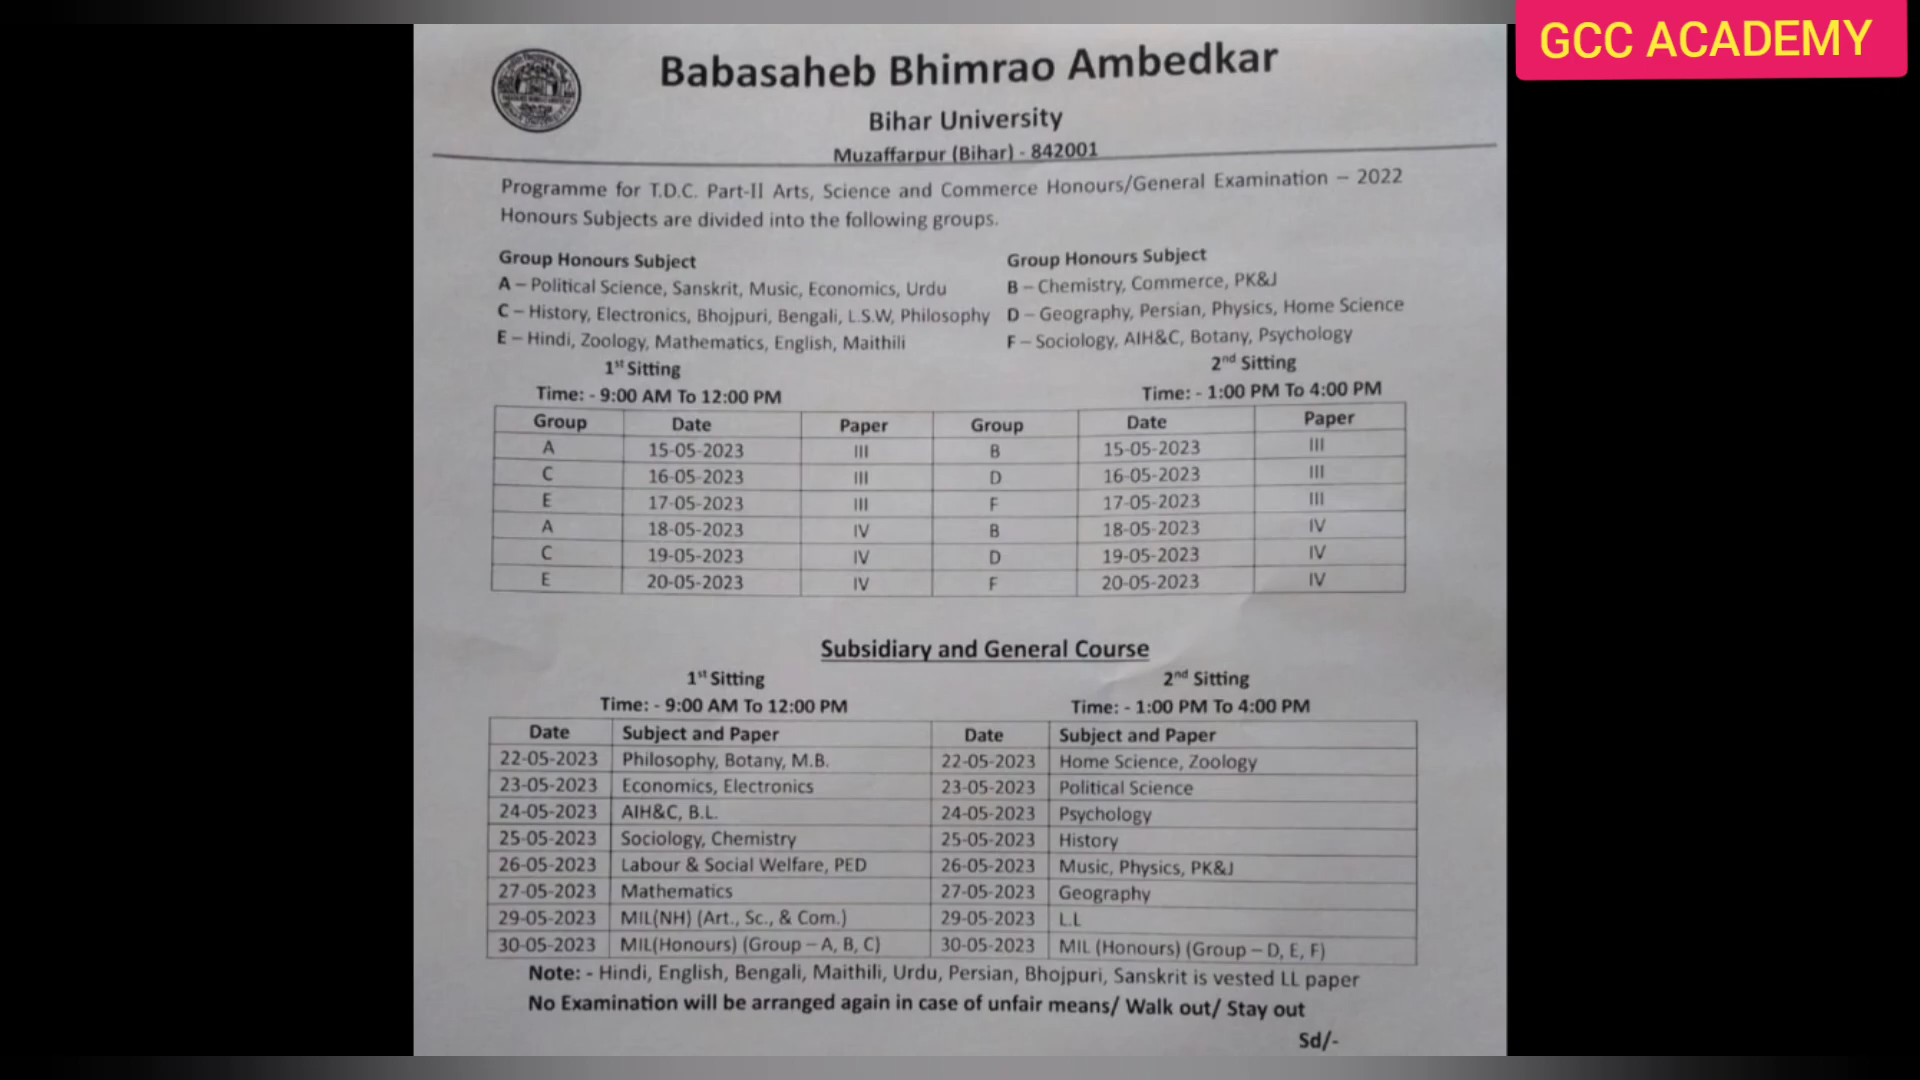 GCC ACADEMY
Babasaheb Bhimrao Ambedkar
Bihar University
Muzaffarpur (Bihar) - 842001
Programme for T.D.C. Part-II Arts, Science and Commerce Honours/General Examination – 2022
Honours Subjects are divided into the following groups.
Group Honours Subject Group Honours Subject
A – Political Science, Sanskrit, Music, Economics, Urdu B – Chemistry, Commerce, PK&J
C – History, Electronics, Bhojpuri, Bengali, L.S.W, Philosophy D – Geography, Persian, Physics, Home Science
E – Hindi, Zoology, Mathematics, English, Maithili F – Sociology, AIH&C, Botany, Psychology
1st Sitting 2nd Sitting
Time: - 9:00 AM To 12:00 PM Time: - 1:00 PM To 4:00 PM
Group Date Paper Group Date Paper
A 15-05-2023 III B 15-05-2023 III
C 16-05-2023 III D 16-05-2023 III
E 17-05-2023 III F 17-05-2023 III
A 18-05-2023 IV B 18-05-2023 IV
C 19-05-2023 IV D 19-05-2023 IV
E 20-05-2023 IV F 20-05-2023 IV
Subsidiary and General Course
1st Sitting 2nd Sitting
Time: - 9:00 AM To 12:00 PM Time: - 1:00 PM To 4:00 PM
Date Subject and Paper Date Subject and Paper
22-05-2023 Philosophy, Botany, M.B. 22-05-2023 Home Science, Zoology
23-05-2023 Economics, Electronics 23-05-2023 Political Science
24-05-2023 AIH&C, B.L. 24-05-2023 Psychology
25-05-2023 Sociology, Chemistry 25-05-2023 History
26-05-2023 Labour & Social Welfare, PED 26-05-2023 Music, Physics, PK&J
27-05-2023 Mathematics 27-05-2023 Geography
29-05-2023 MIL(NH) (Art., Sc., & Com.) 29-05-2023 L.L
30-05-2023 MIL(Honours) (Group – A, B, C) 30-05-2023 MIL (Honours) (Group – D, E, F)
Note: - Hindi, English, Bengali, Maithili, Urdu, Persian, Bhojpuri, Sanskrit is vested LL paper
No Examination will be arranged again in case of unfair means/ Walk out/ Stay out
Sd/-